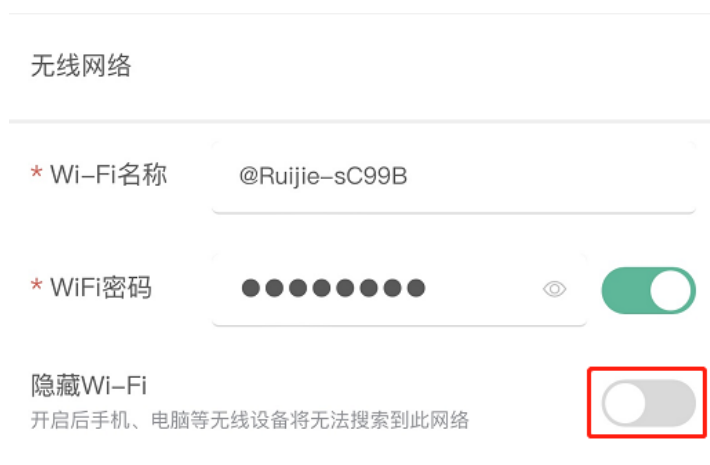 无线网络
* Wi-Fi名称 @Ruijie-sC99B
* WiFi密码 ●●●●●●●●
隐藏Wi-Fi
开启后手机、电脑等无线设备将无法搜索到此网络